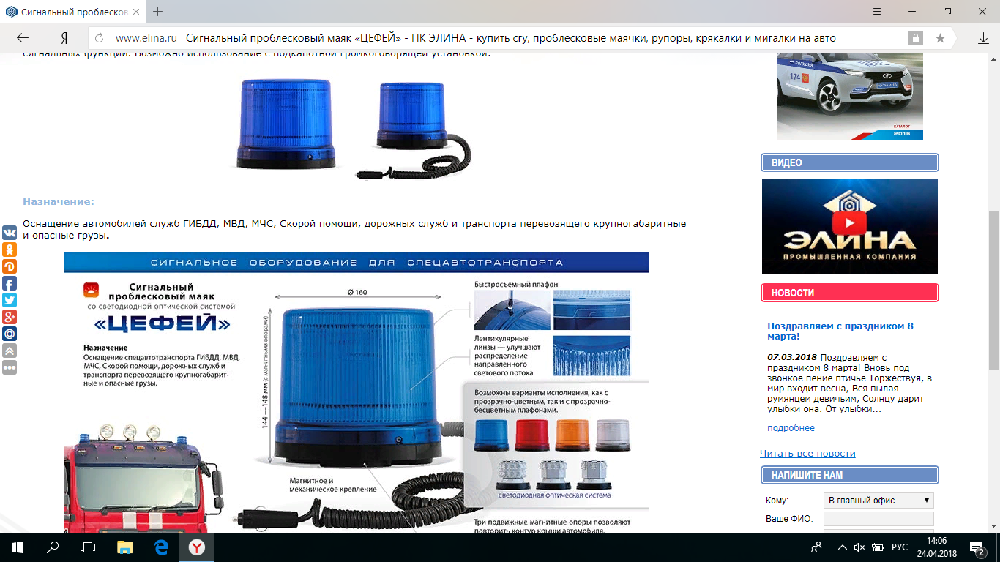 Сигнальный проблесков
www.elina.ru Сигнальный проблесковый маяк «ЦЕФЕЙ» - ПК ЭЛИНА - купить сгу, проблесковые маячки, рупоры, крякалки и мигалки на авто
сигнальных функций. Возможно использование с подкапотной громкоговорящей установкой.
Назначение:
Оснащение автомобилей служб ГИБДД, МВД, МЧС, Скорой помощи, дорожных служб и транспорта перевозящего крупногабаритные
и опасные грузы.
СИГНАЛЬНОЕ ОБОРУДОВАНИЕ ДЛЯ СПЕЦАВТОТРАНСПОРТА
Сигнальный
проблесковый маяк
со светодиодной оптической системой
«ЦЕФЕЙ»
Назначение
Оснащение спецавтотранспорта ГИБДД, МВД,
МЧС, Скорой помощи, дорожных служб и
транспорта перевозящего крупногабарит-
ные и опасные грузы.
Ø 160
144 —148 мм (с магнитными опорами)
Магнитное и
механическое крепление
Быстросъёмный плафон
Лентикулярные
линзы — улучшают
распределение
направленного
светового потока
Возможны варианты исполнения, как с
прозрачно-цветным, так и с прозрачно-
бесцветным плафонами.
светодиодная оптическая система
Три подвижные магнитные опоры позволяют
повторить контур крыши автомобиля.
ПОЛИЦИЯ
174
ЭЛИНА
КАТАЛОГ
2016
ВИДЕО
ЭЛИНА
ПРОМЫШЛЕННАЯ КОМПАНИЯ
НОВОСТИ
Поздравляем с праздником 8
марта!
07.03.2018 Поздравляем с
праздником 8 марта! Вновь под
звонкое пение птичье Торжествуя, в
мир входит весна, Вся пылая
румянцем девичьим, Солнцу дарит
улыбки она. От улыбки...
подробнее
Читать все новости
НАПИШИТЕ НАМ
Кому:
В главный офис
Ваше ФИО:
РУС
14:06
24.04.2018
2